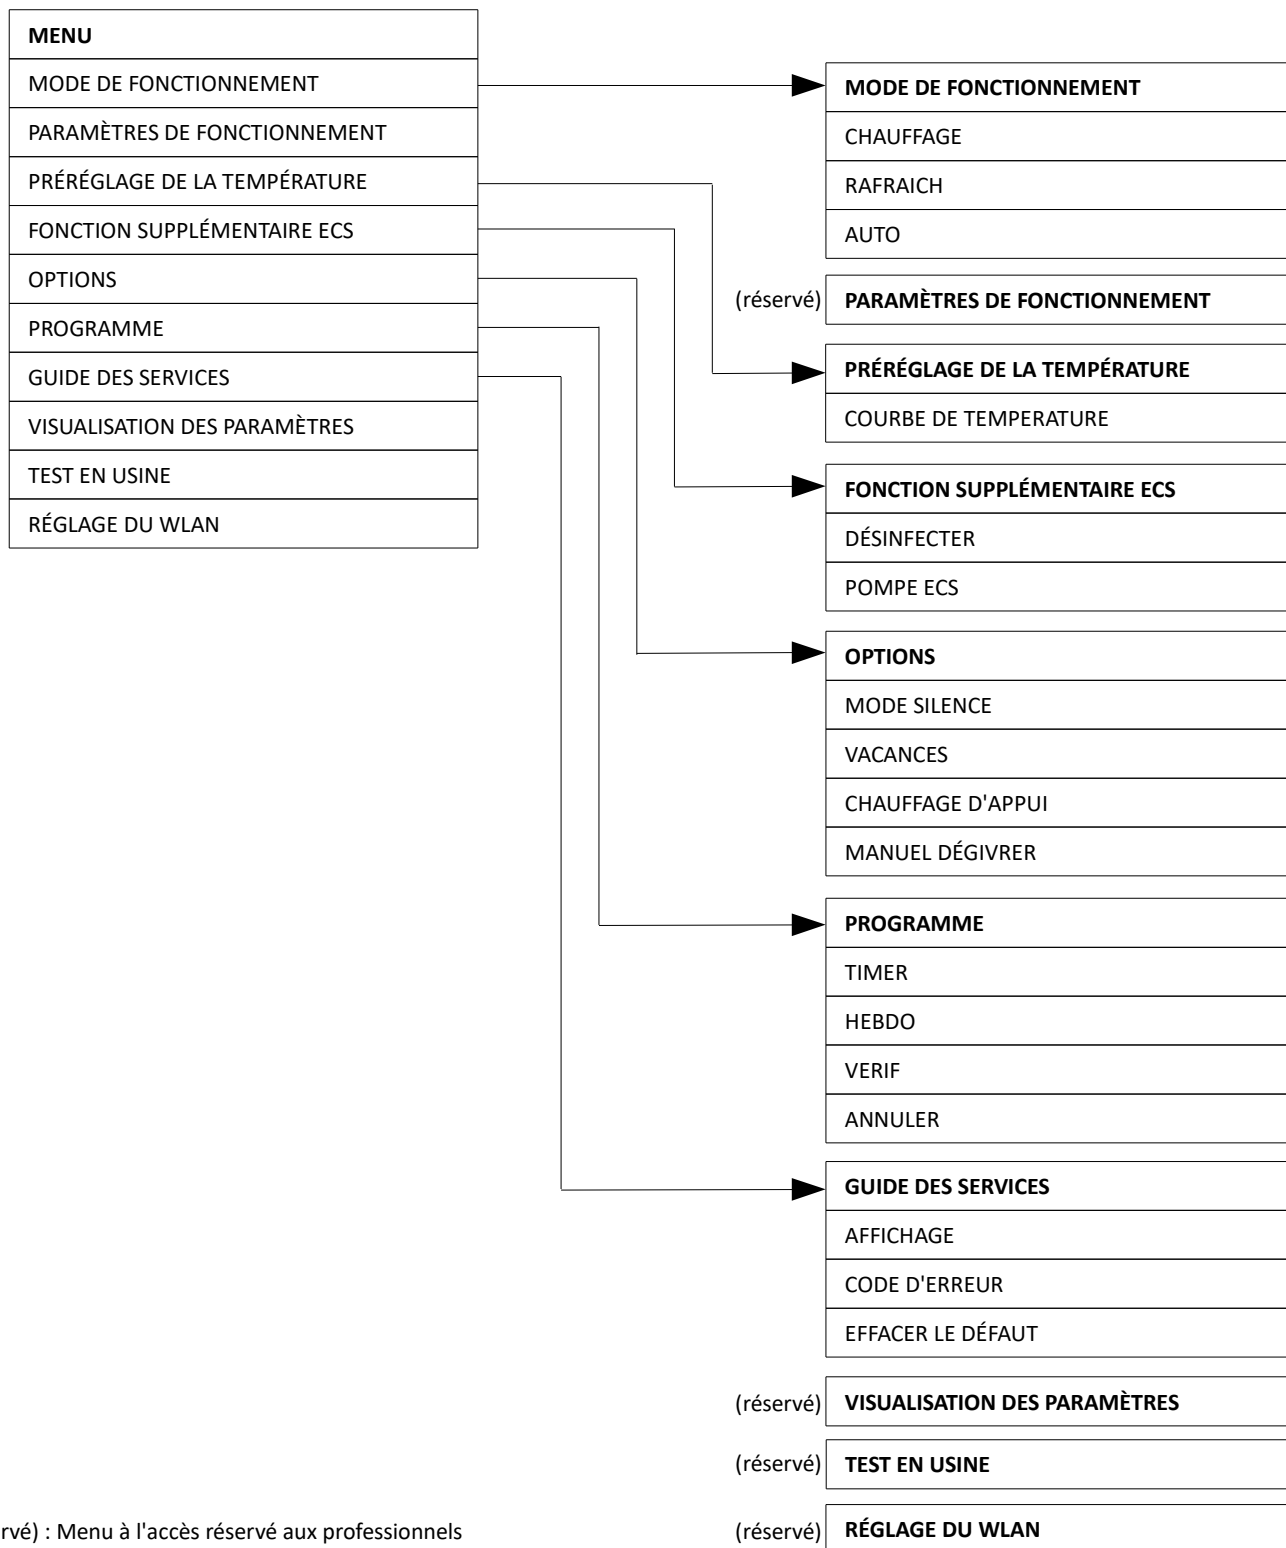 MENU
MODE DE FONCTIONNEMENT
PARAMÈTRES DE FONCTIONNEMENT
PRÉRÉGLAGE DE LA TEMPÉRATURE
FONCTION SUPPLÉMENTAIRE ECS
OPTIONS
PROGRAMME
GUIDE DES SERVICES
VISUALISATION DES PARAMÈTRES
TEST EN USINE
RÉGLAGE DU WLAN
MODE DE FONCTIONNEMENT
CHAUFFAGE
RAFRAICH
AUTO
(réservé) PARAMÈTRES DE FONCTIONNEMENT
PRÉRÉGLAGE DE LA TEMPÉRATURE
COURBE DE TEMPERATURE
FONCTION SUPPLÉMENTAIRE ECS
DÉSINFECTER
POMPE ECS
OPTIONS
MODE SILENCE
VACANCES
CHAUFFAGE D'APPUI
MANUEL DÉGIVRER
PROGRAMME
TIMER
HEBDO
VERIF
ANNULER
GUIDE DES SERVICES
AFFICHAGE
CODE D'ERREUR
EFFACER LE DÉFAUT
(réservé) VISUALISATION DES PARAMÈTRES
(réservé) TEST EN USINE
(réservé) RÉGLAGE DU WLAN
rvé) : Menu à l'accès réservé aux professionnels